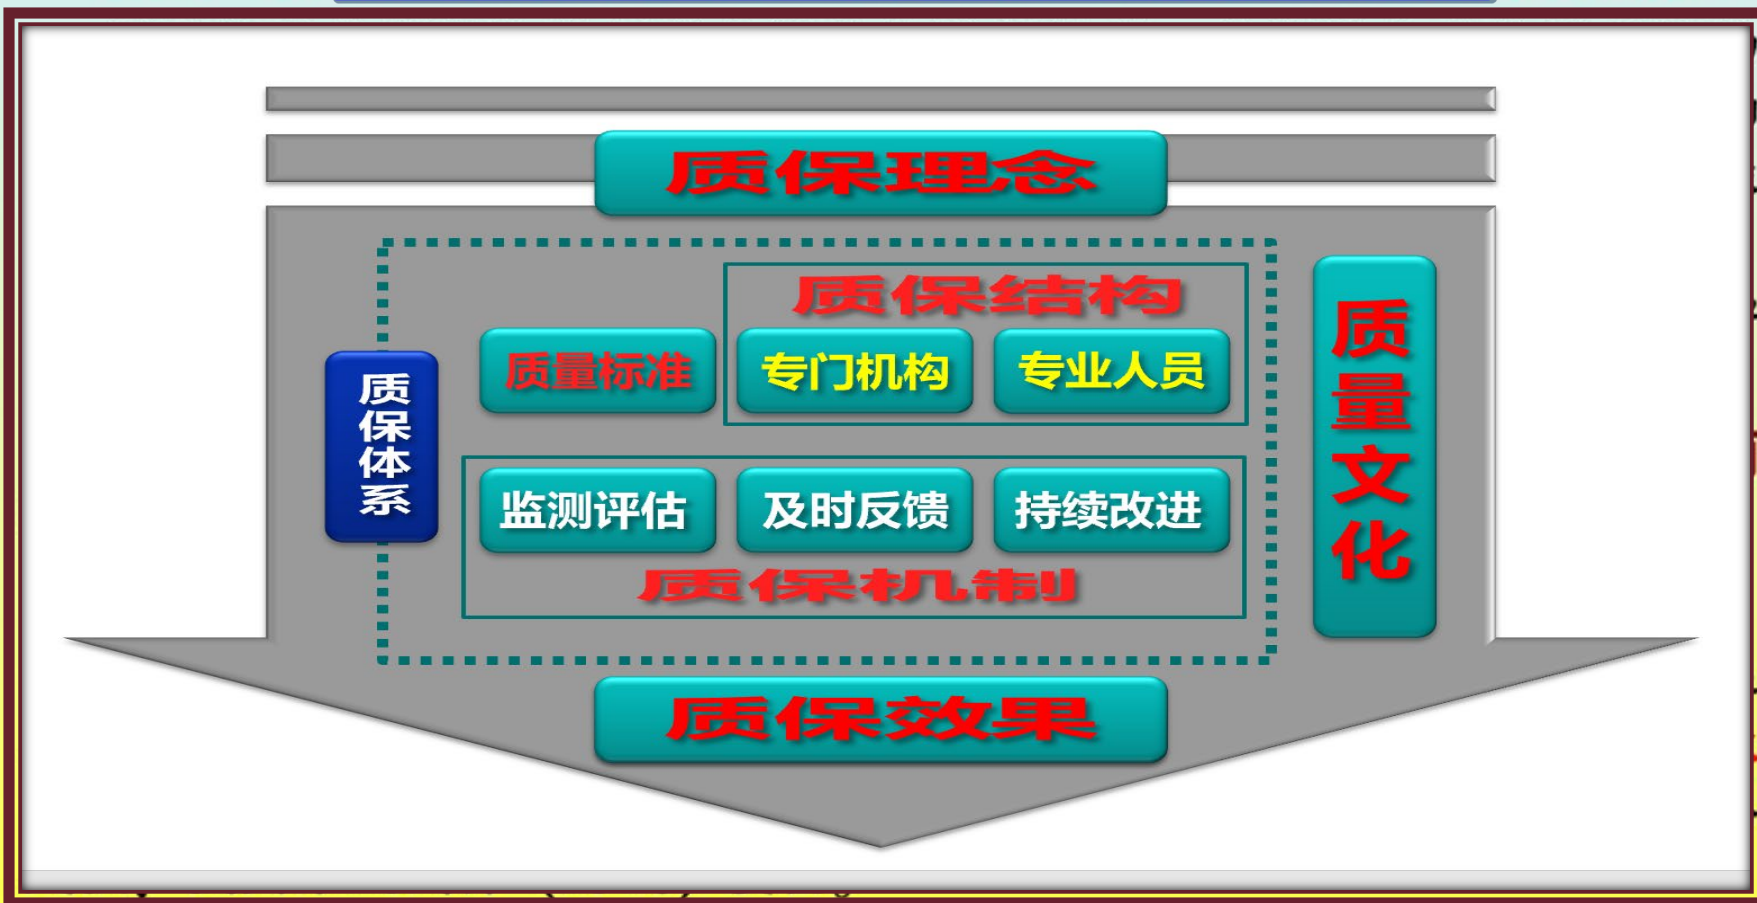 质保理念
质保结构
质量标准 专门机构 专业人员
质保体系
质量文化
监测评估 及时反馈 持续改进
质保机制
质保效果